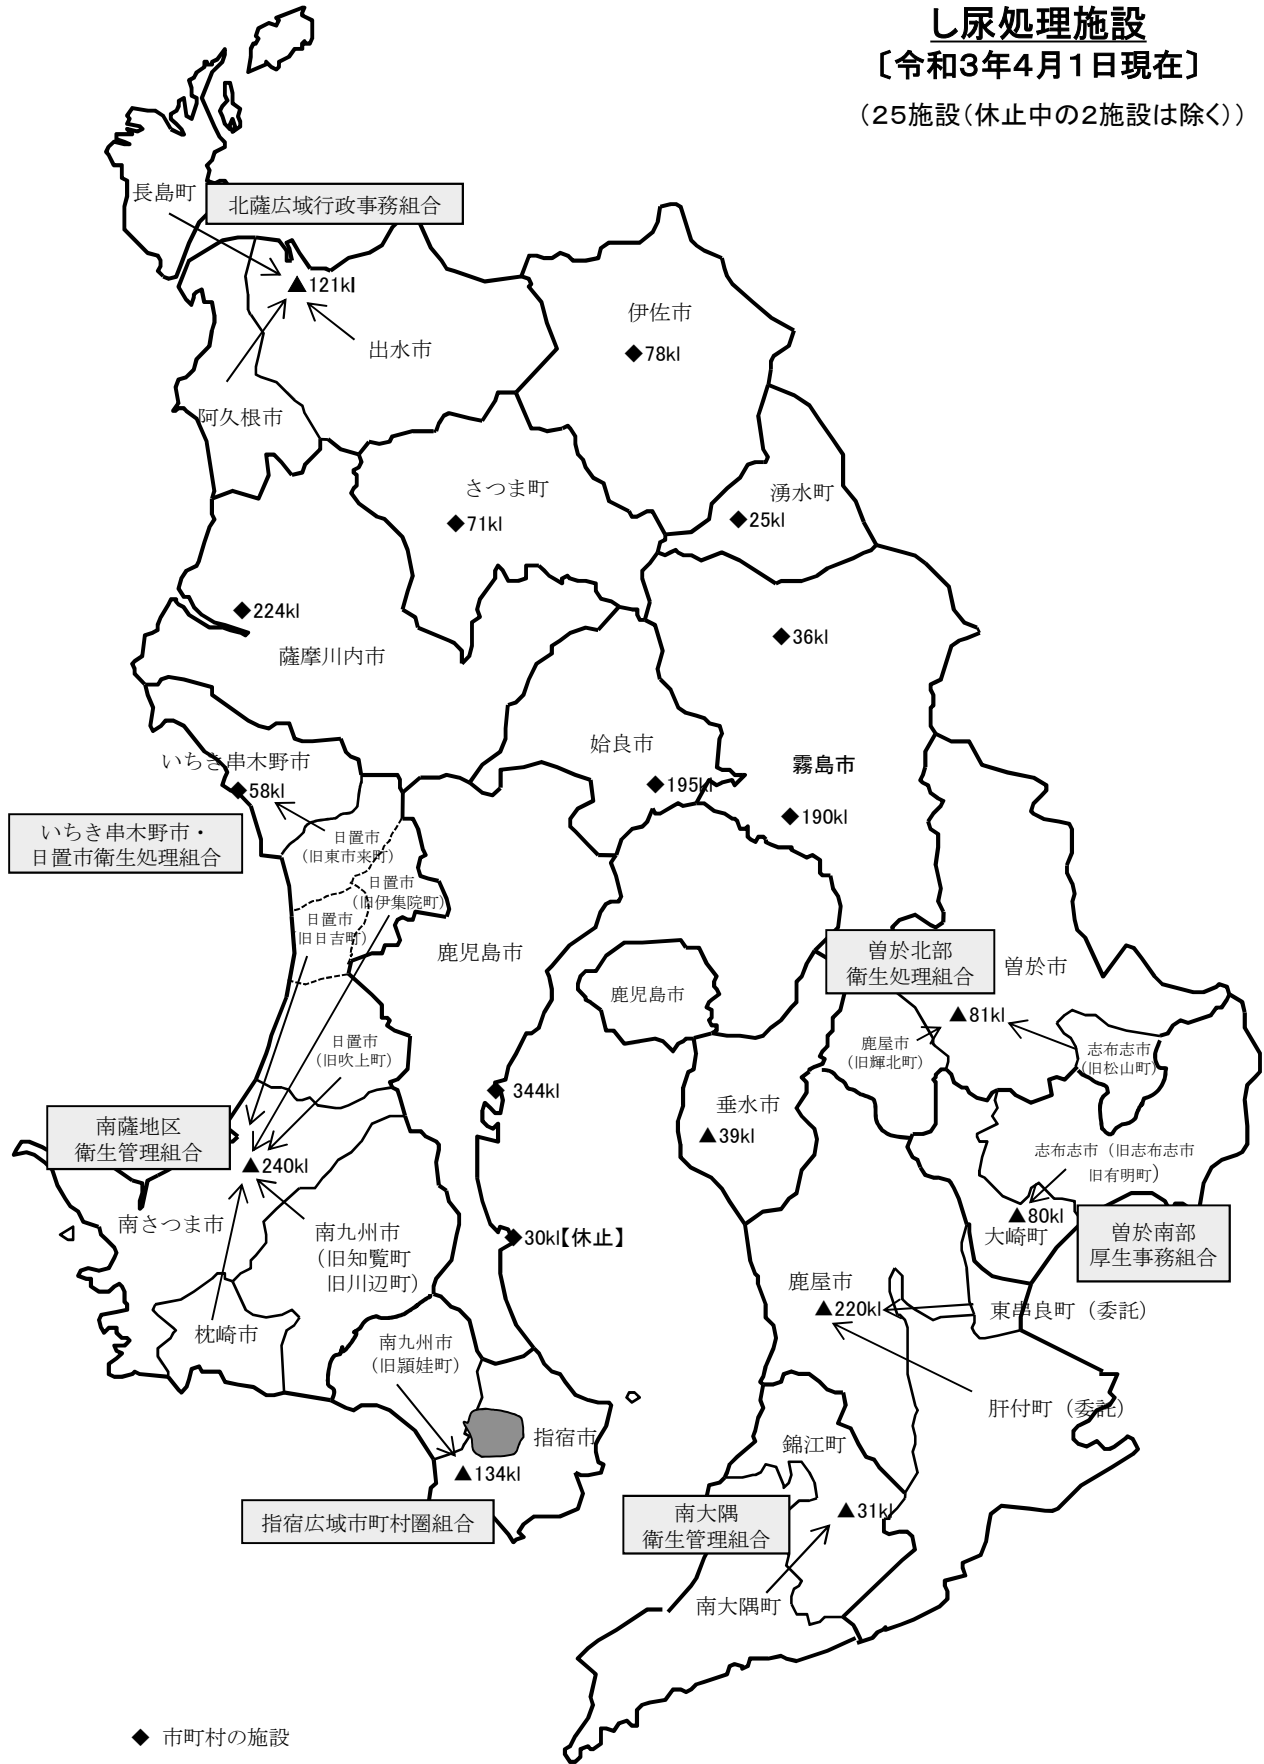 し尿処理施設
〔令和3年4月1日現在〕
（25施設（休止中の2施設は除く））
長島町
北薩広域行政事務組合
▲121kl
出水市
阿久根市
伊佐市
◆78kl
さつま町
◆71kl
湧水町
◆25kl
◆224kl
薩摩川内市
◆36kl
姶良市
◆195kl
霧島市
◆190kl
いちき串木野市
◆58kl
いちき串木野市・
日置市衛生処理組合
日置市
（旧東市来町）
日置市
（旧伊集院町）
日置市
旧日吉町）
鹿児島市
鹿児島市
曽於北部
衛生処理組合
曽於市
▲81kl
鹿屋市
（旧輝北町）
志布志市
（旧松山町）
日置市
（旧吹上町）
◆344kl
垂水市
▲39kl
南薩地区
衛生管理組合
▲240kl
志布志市（旧志布志市
旧有明町）
▲80kl
大崎町
曽於南部
厚生事務組合
南さつま市
南九州市
（旧知覧町
旧川辺町）
◆30kl【休止】
鹿屋市
▲220kl
東串良町（委託）
枕崎市
南九州市
（旧頴娃町）
肝付町（委託）
指宿市
▲134kl
錦江町
指宿広域市町村圏組合
南大隅
衛生管理組合
▲31kl
南大隅町
◆ 市町村の施設